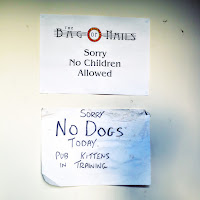 THE
BAG OF NAILS
Sorry
No Children
Allowed
SORRY
NO DOGS
TODAY.
PUB KITTENS
IN TRAINING